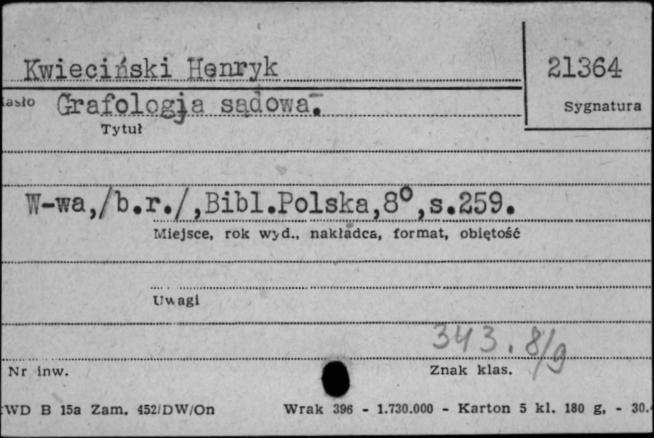 Kwieciński Henryk
21364
Sygnatura
Grafologja sądowa.
Tytuł
W-wa,/b.r./,Bibl.Polska,8°,s.259.
Miejsce, rok wyd., nakładca, format, obiętość
Uwagi
343.8/9
Nr inw.
Znak klas.
WD B 15a Zam. 452/DW/On Wrak 396 - 1.730.000 - Karton 5 kl. 180 g. - 30.